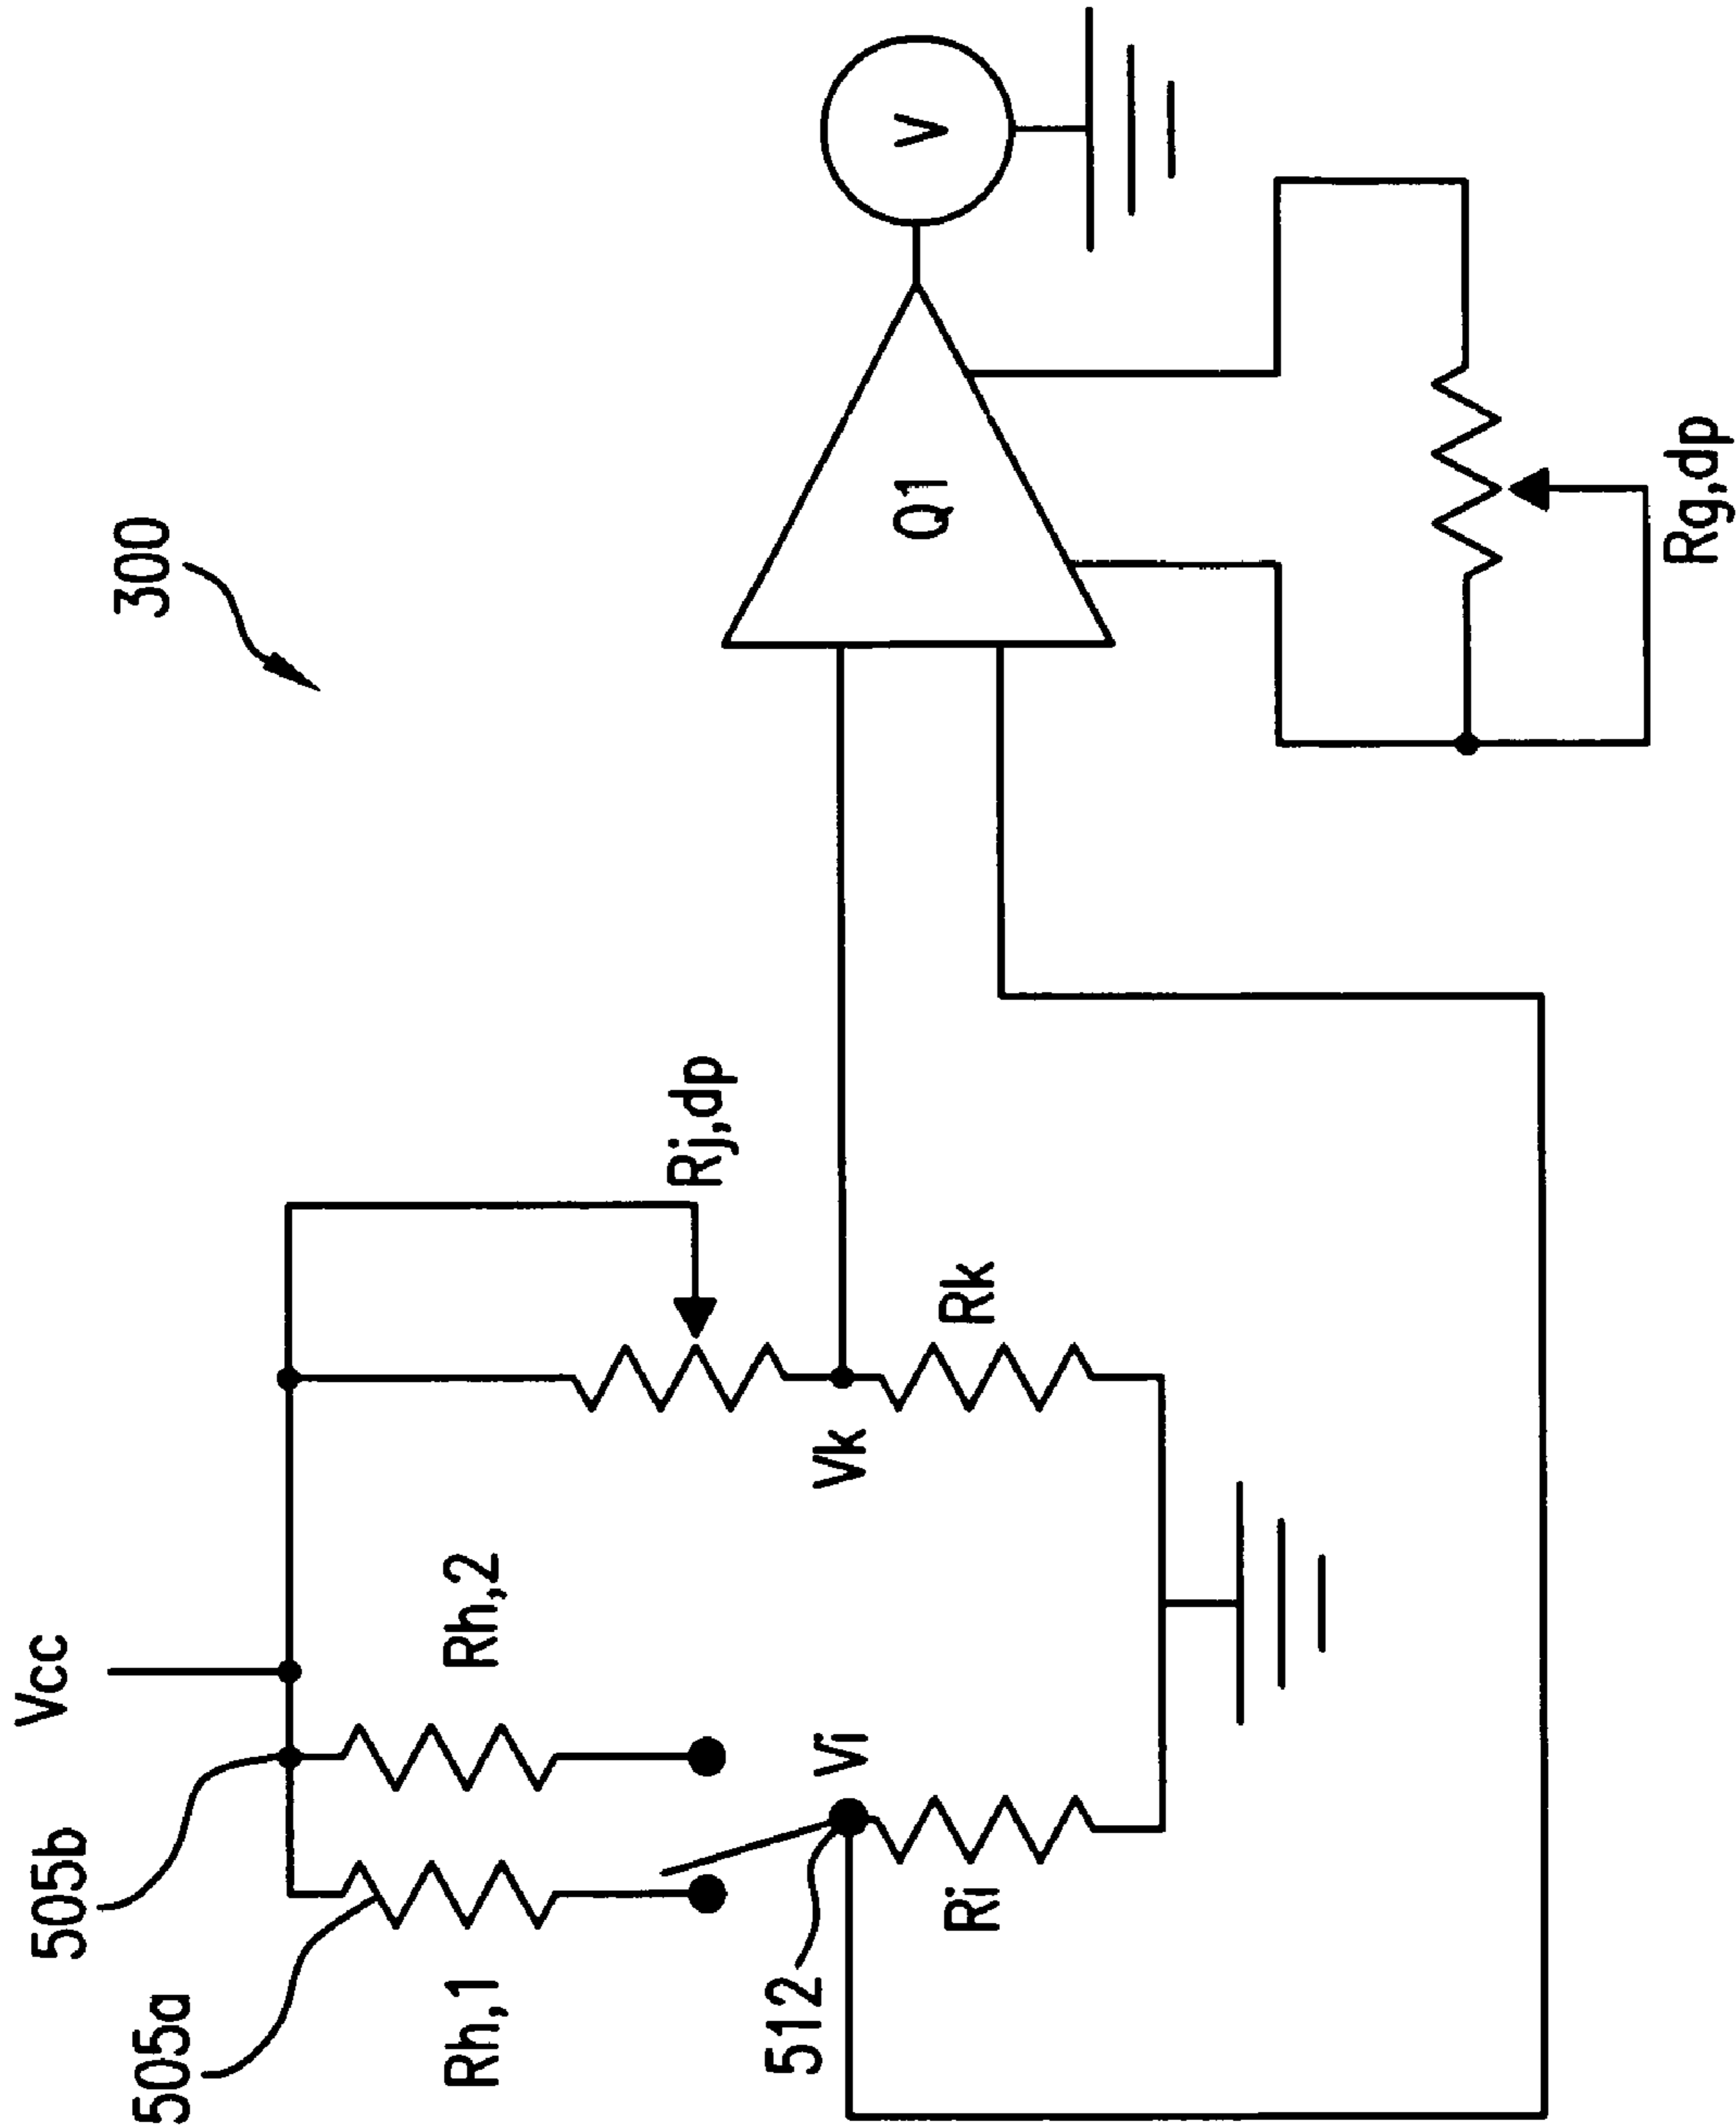 300
Vcc
505b
505a
Rh,1
Rh,2
Rj,dp
512
Vi
Vk
Ri
Rk
Q1
V
Rg,dp